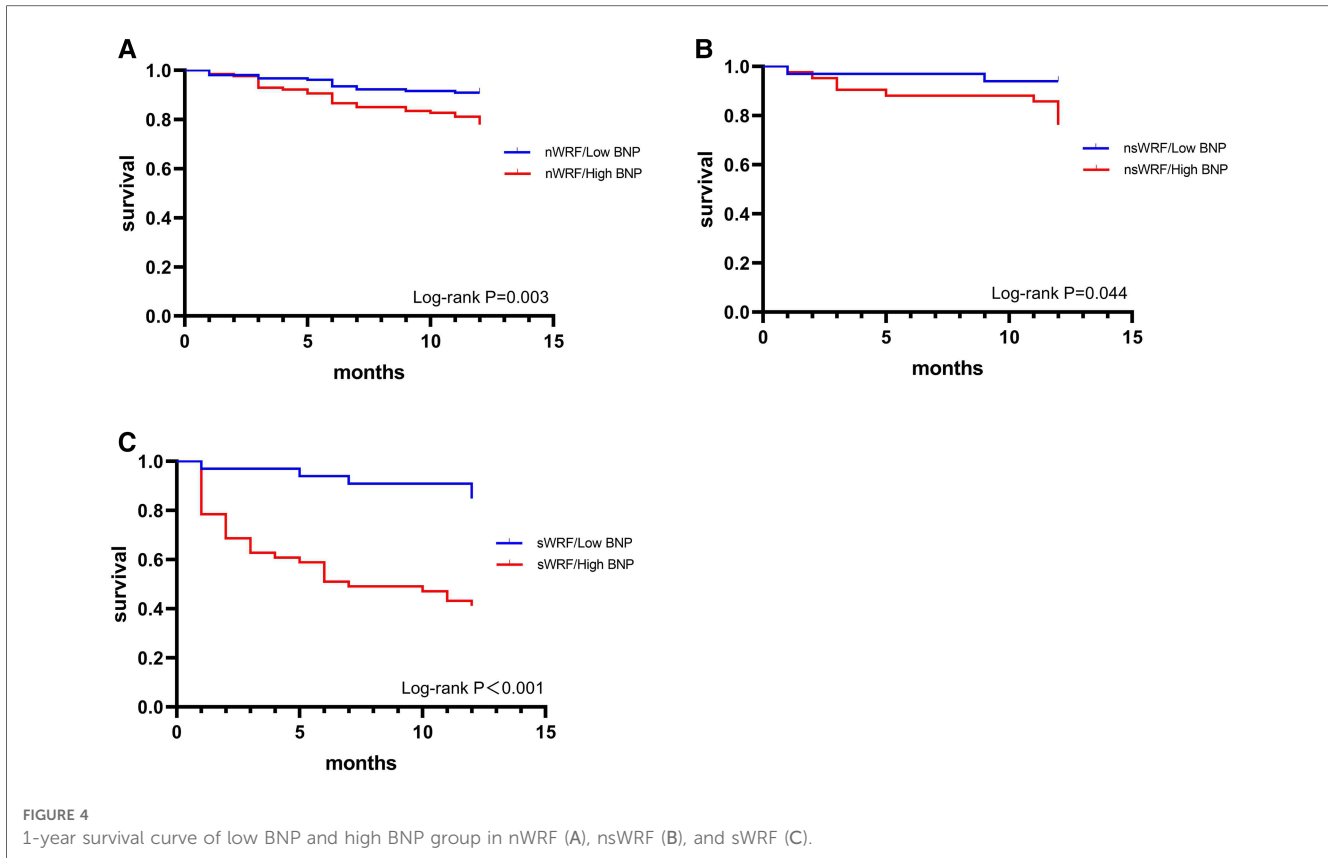 A
1.0
0.8
0.6
0.4
0.2
0.0
survival
0
5
10
15
months
nWRF/Low BNP
nWRF/High BNP
Log-rank P=0.003
B
1.0
0.8
0.6
0.4
0.2
0.0
survival
0
5
10
15
months
nsWRF/Low BNP
nsWRF/High BNP
Log-rank P=0.044
C
1.0
0.8
0.6
0.4
0.2
0.0
survival
0
5
10
15
months
sWRF/Low BNP
sWRF/High BNP
Log-rank P＜0.001
FIGURE 4
1-year survival curve of low BNP and high BNP group in nWRF (A), nsWRF (B), and sWRF (C).